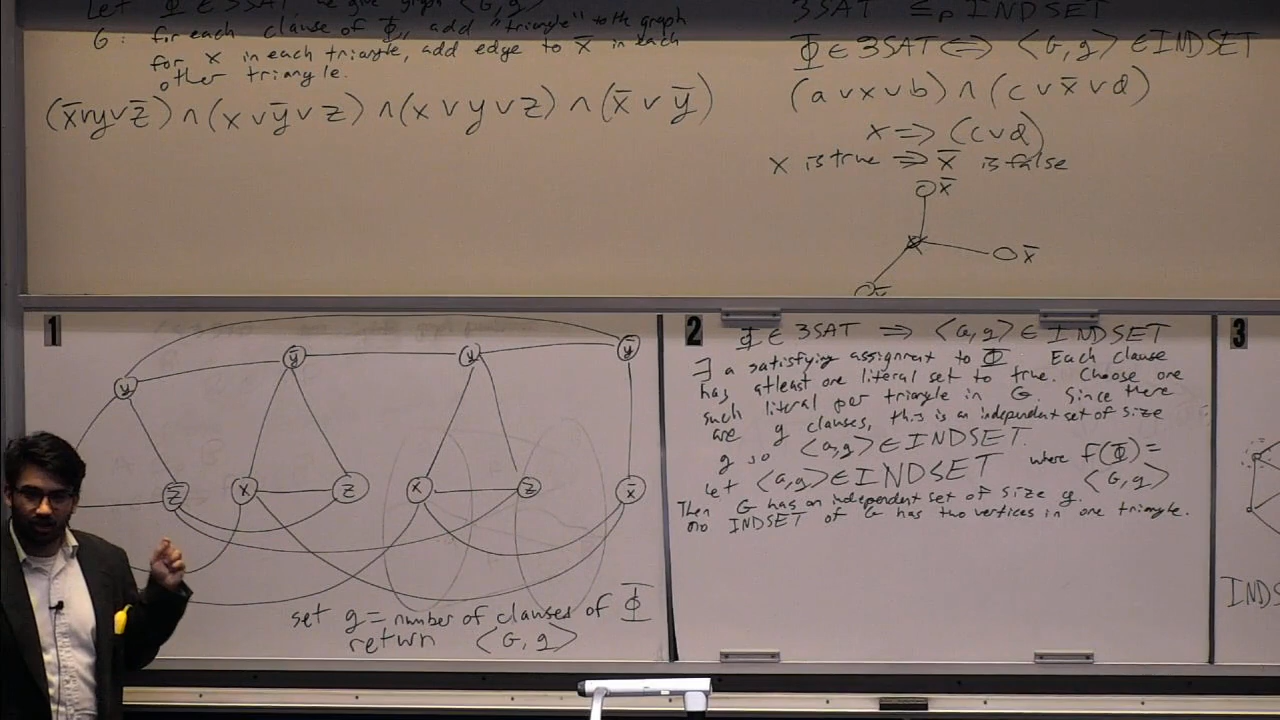 Let Φ ∈ 3SAT we give graph <G, g>
G: for each clause of Φ, add "triangle" to the graph
for x in each triangle, add edge to x̄ in each
other triangle.
(x̄ ∨ y ∨ z̄) ∧ (x ∨ ȳ ∨ z) ∧ (x ∨ y ∨ z) ∧ (x̄ ∨ ȳ)
3SAT ≤p INDSET
Φ ∈ 3SAT ⟺ <G, g> ∈ INDSET
(a ∨ x ∨ b) ∧ (c ∨ x̄ ∨ d)
x ⟹ (c ∨ d)
x is true ⟹ x̄ is false
x̄
x
x̄
1
y
ȳ
y
ȳ
z̄
x
z
x
z
x̄
set g = number of clauses of Φ
return <G, g>
2
Φ ∈ 3SAT ⟹ <G, g> ∈ INDSET
∃ a satisfying assignment to Φ. Each clause
has atleast one literal set to true. Choose one
such literal per triangle in G. Since there
are g clauses, this is an independent set of size
g so <G, g> ∈ INDSET.
Let <G, g> ∈ INDSET where f(Φ) =
<G, g>
Then G has an independent set of size g.
no INDSET of G has two vertices in one triangle.
3
INDS